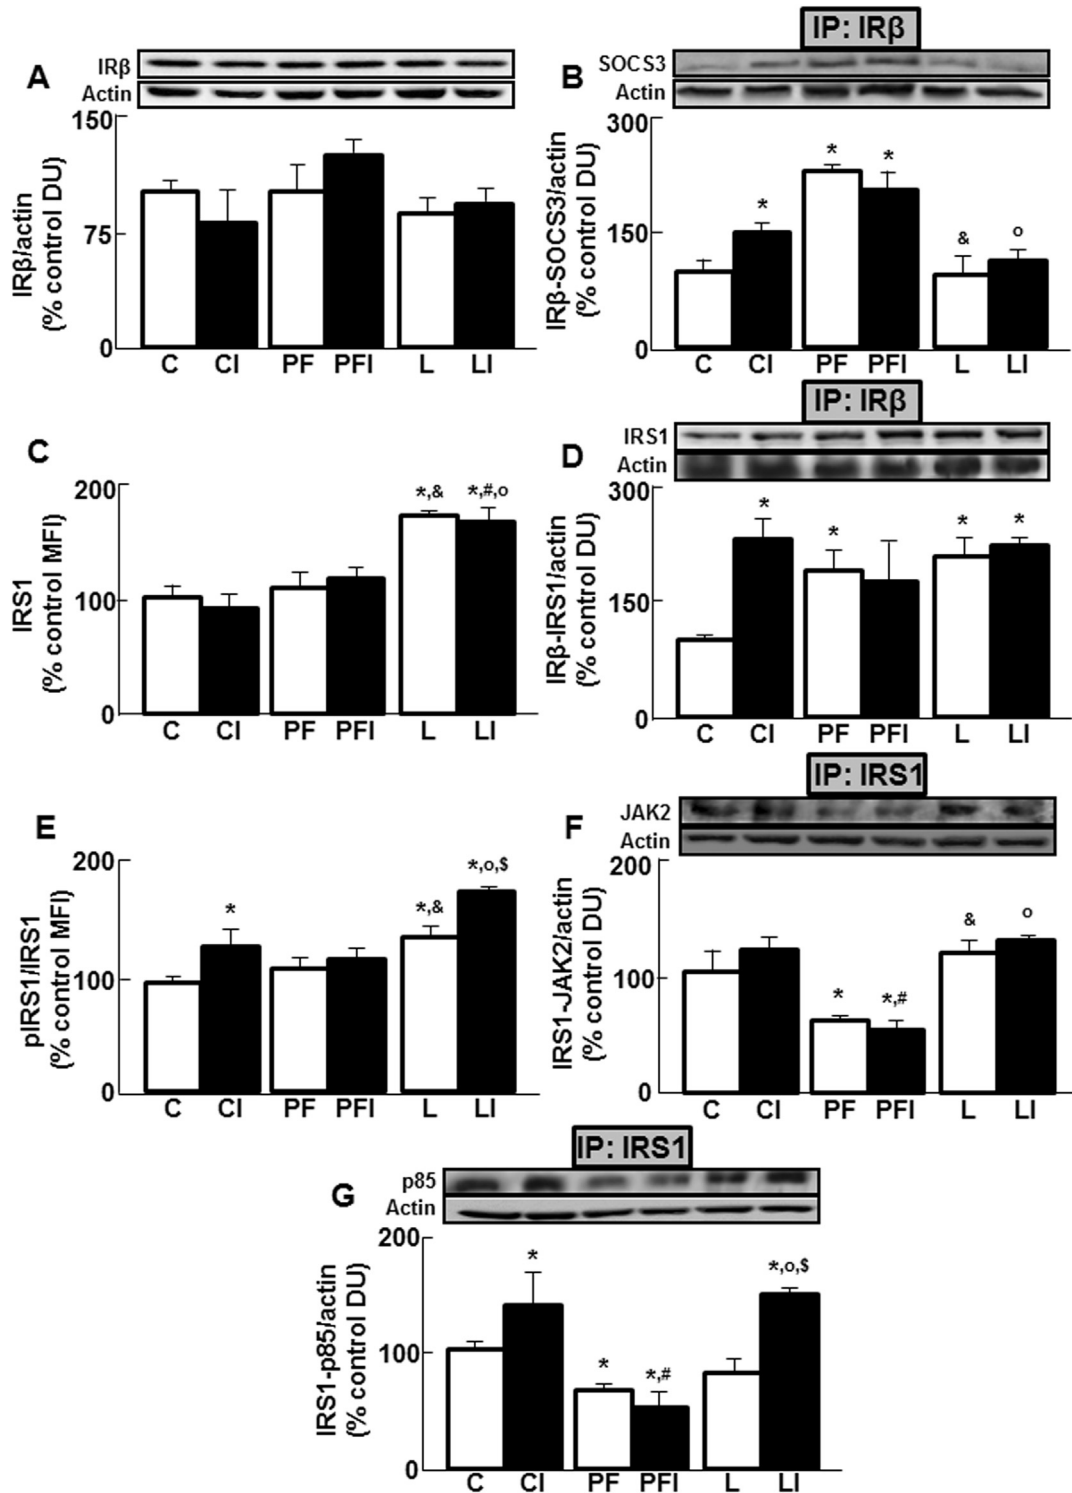 A
IRβ
Actin
150
75
0
IRβ/actin
(% control DU)
C CI PF PFI L LI
IP: IRβ
B
SOCS3
Actin
300
150
0
IRβ-SOCS3/actin
(% control DU)
* * * & o
C CI PF PFI L LI
C
200
100
0
IRS1
(% control MFI)
*,& *,#,o
C CI PF PFI L LI
IP: IRβ
D
IRS1
Actin
300
150
0
IRβ-IRS1/actin
(% control DU)
* * * *
C CI PF PFI L LI
E
200
100
0
pIRS1/IRS1
(% control MFI)
* *,& *,o,$
C CI PF PFI L LI
IP: IRS1
F
JAK2
Actin
200
100
0
IRS1-JAK2/actin
(% control DU)
* *,# & o
C CI PF PFI L LI
IP: IRS1
G
p85
Actin
200
100
0
IRS1-p85/actin
(% control DU)
* * *,# *,o,$
C CI PF PFI L LI